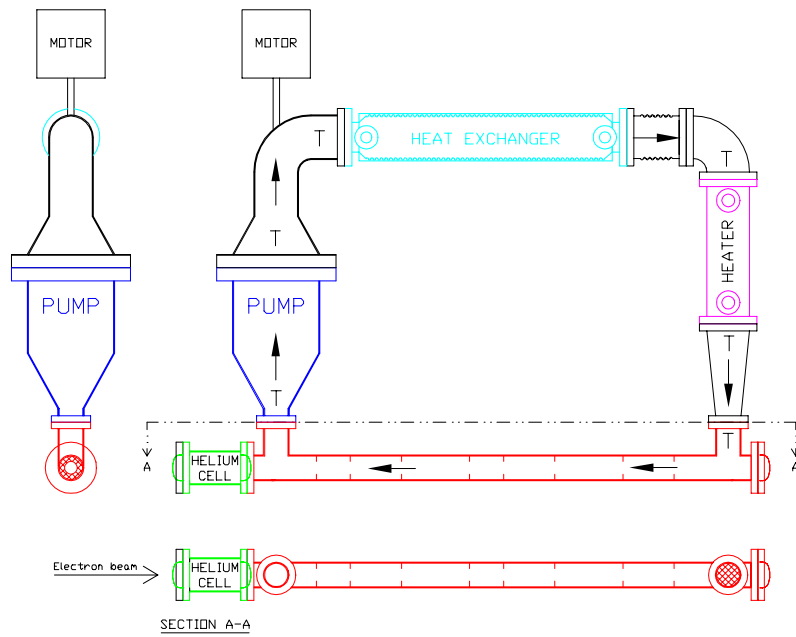 MOTOR
MOTOR
T
HEAT EXCHANGER
T
T
HEATER
PUMP
PUMP
T
T
T
A
HELIUM
CELL
A
Electron beam
HELIUM
CELL
SECTION A-A